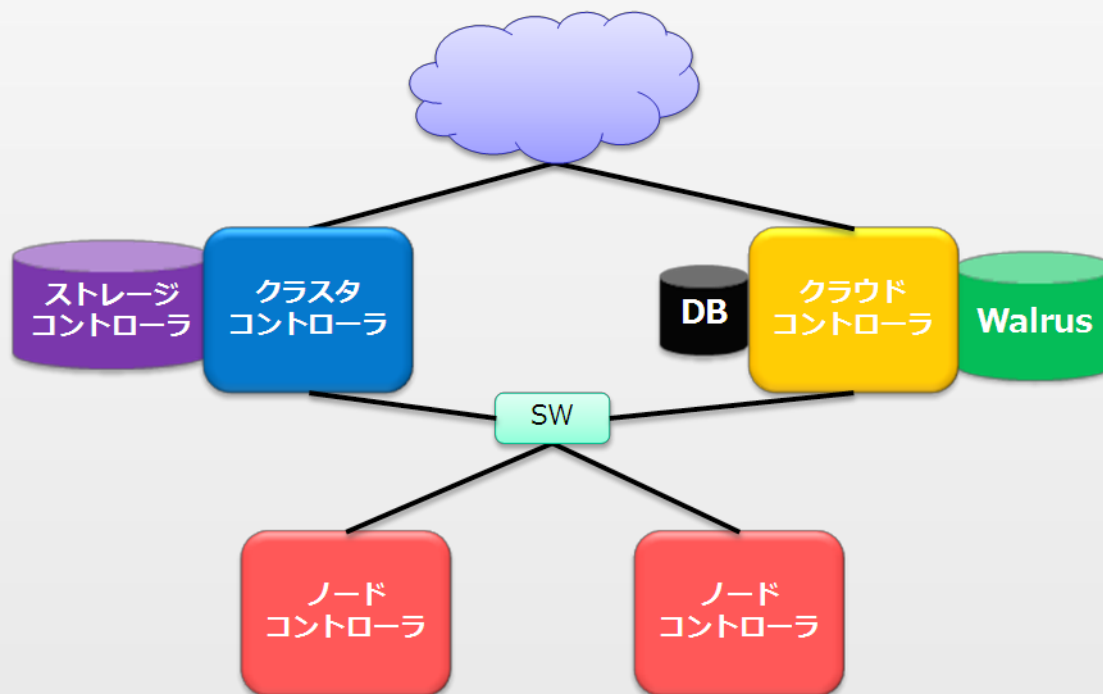 ストレージ
コントローラ
クラスタ
コントローラ
DB
クラウド
コントローラ
Walrus
SW
ノード
コントローラ
ノード
コントローラ